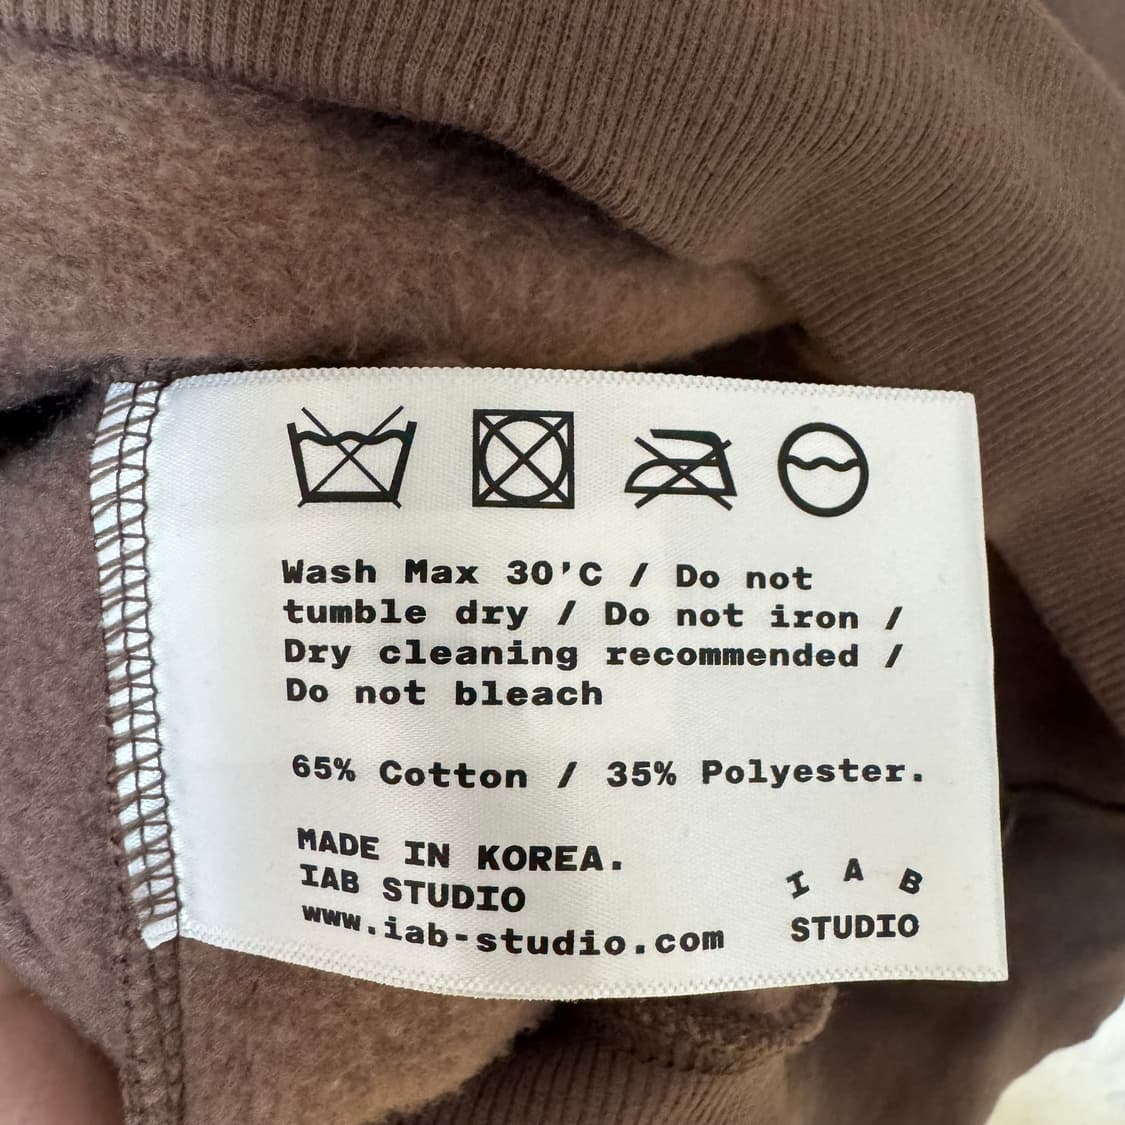 Wash Max 30'C / Do not
tumble dry / Do not iron /
Dry cleaning recommended /
Do not bleach
65% Cotton / 35% Polyester.
MADE IN KOREA.
IAB STUDIO
www.iab-studio.com
I A B
STUDIO